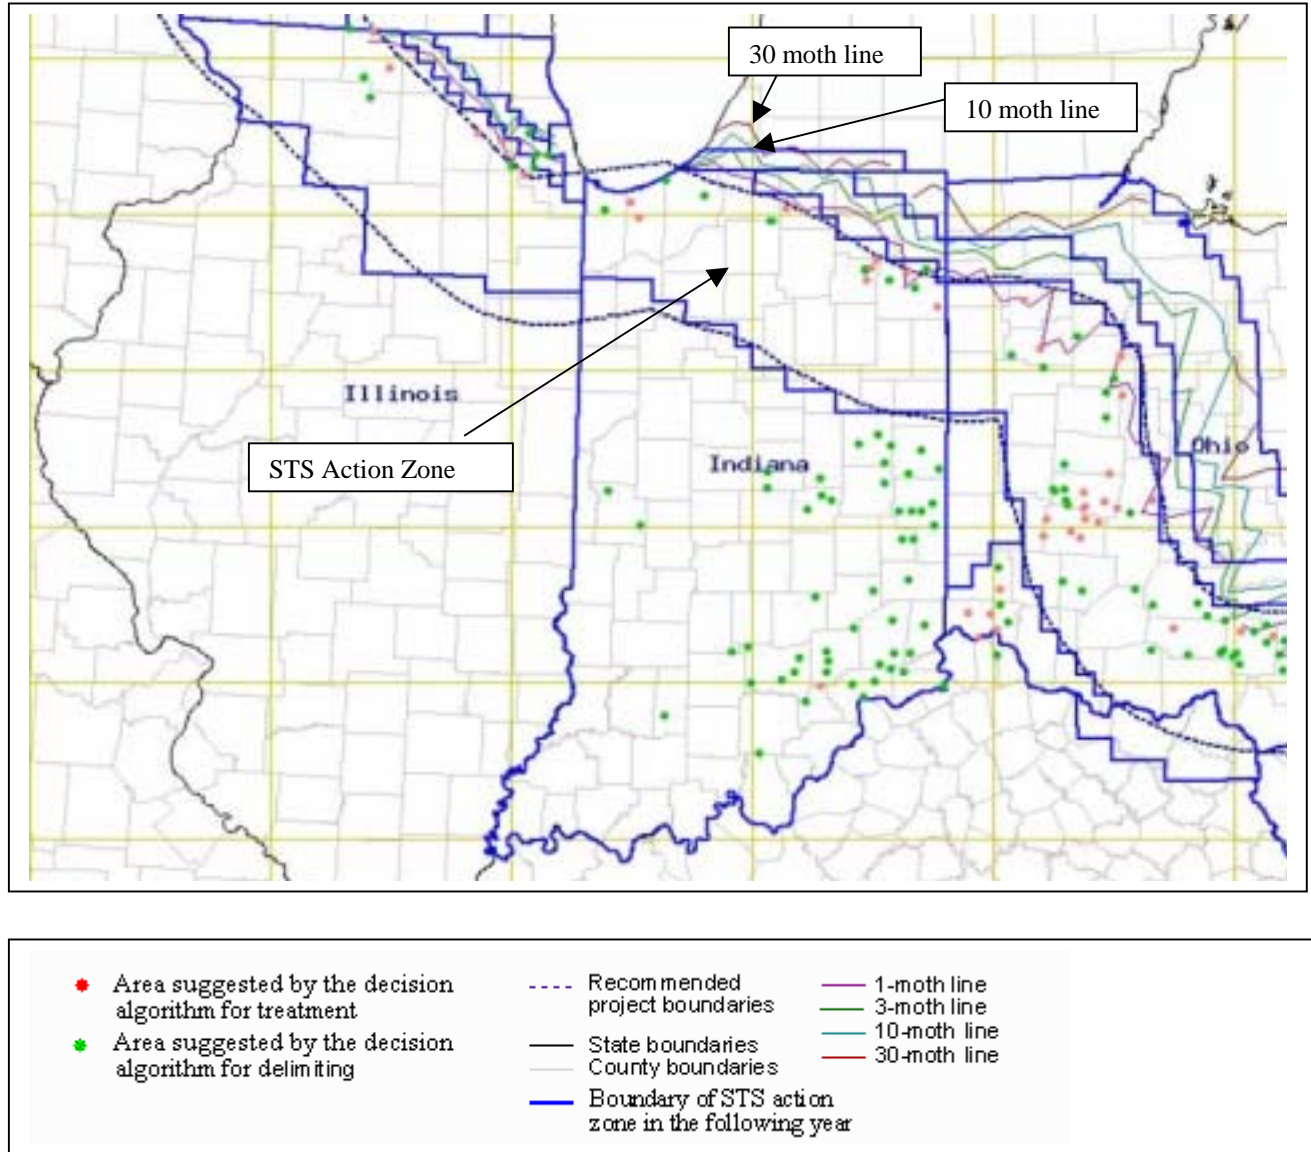 30 moth line
10 moth line
Illinois
STS Action Zone
Indiana
Ohio
Area suggested by the decision
algorithm for treatment
Area suggested by the decision
algorithm for delimiting
Recommended
project boundaries
State boundaries
County boundaries
Boundary of STS action
zone in the following year
1-moth line
3-moth line
10-moth line
30-moth line